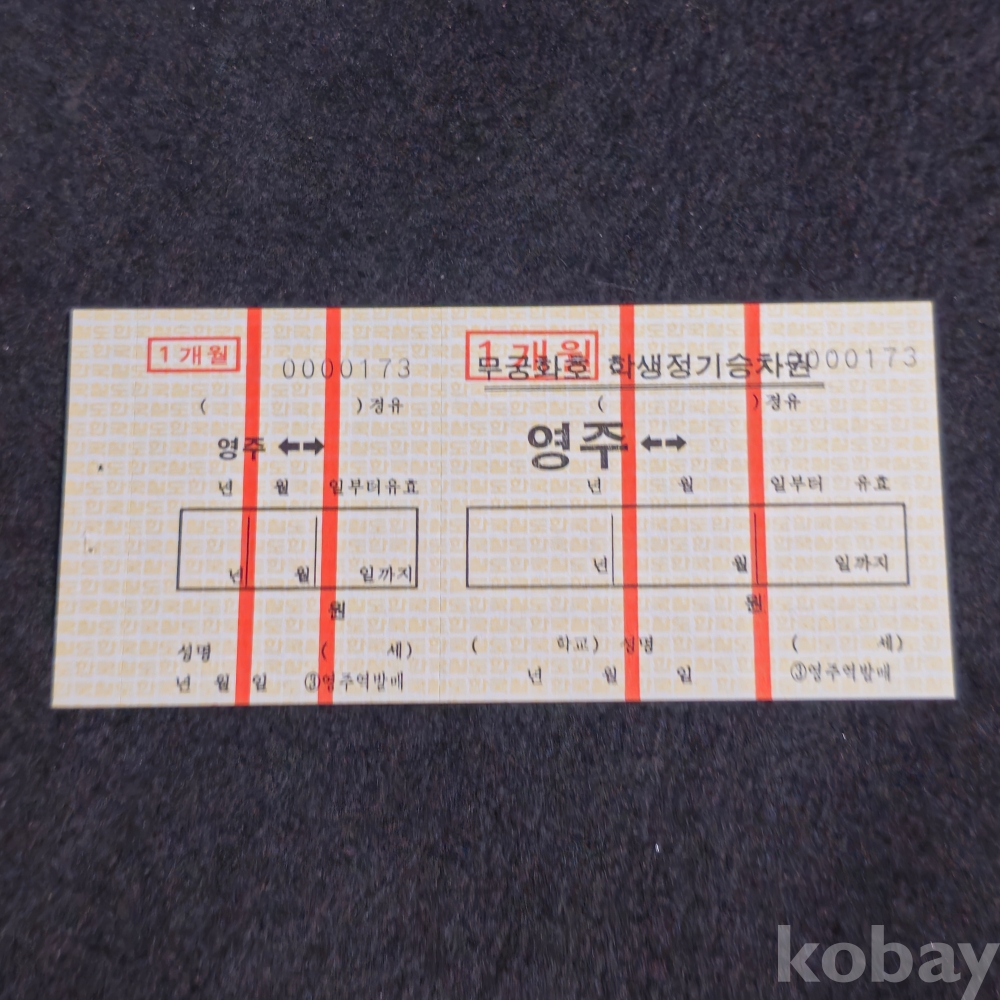 1개월
0000173
( )경유
영주 ↔
년 월 일부터유효
년 월 일까지
원
성명 ( 세)
년 월 일 ③영주역발매
1개월
무궁화호 학생정기승차권 0000173
( )경유
영주 ↔
년 월 일부터 유효
년 월 일까지
원
( 학교) 성명 ( 세)
년 월 일 ③영주역발매
kobay